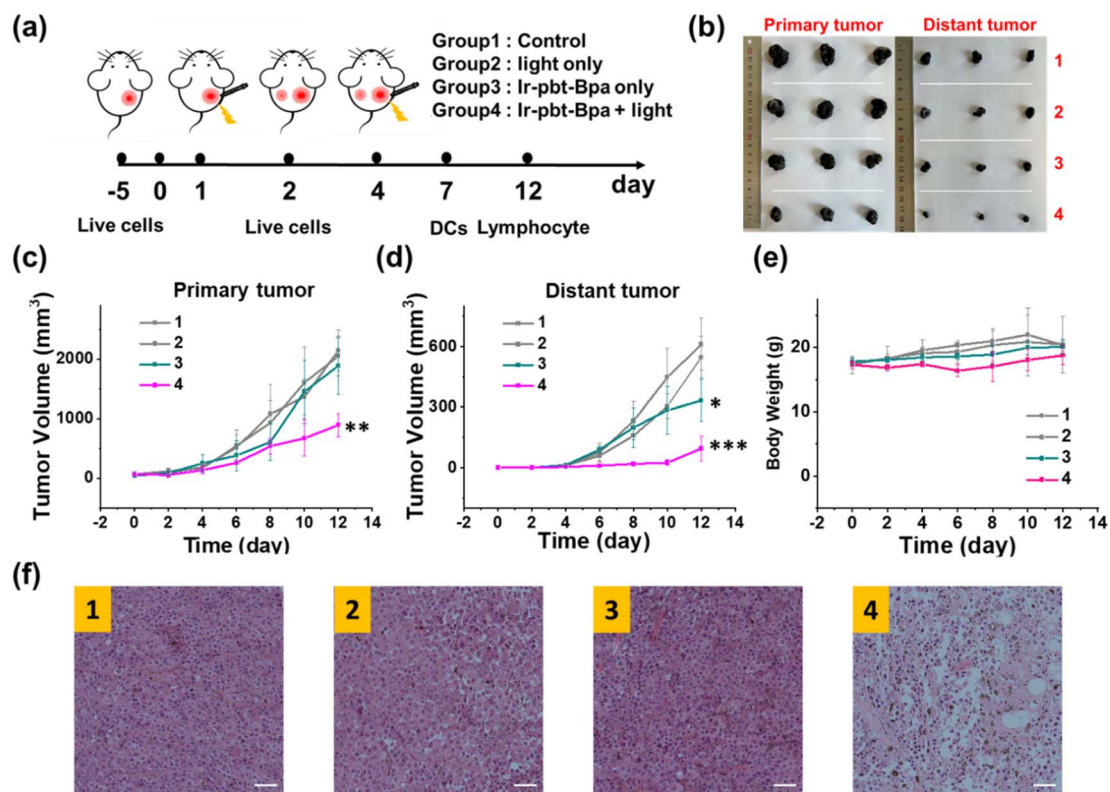 (a)
Group1 : Control
Group2 : light only
Group3 : Ir-pbt-Bpa only
Group4 : Ir-pbt-Bpa + light
-5 0 1 2 4 7 12 day
Live cells Live cells DCs Lymphocyte
(b)
Primary tumor Distant tumor
1
2
3
4
(c)
Primary tumor
Tumor Volume (mm³)
2000
1000
0
1
2
3
4
**
-2 0 2 4 6 8 10 12 14
Time (day)
(d)
Distant tumor
Tumor Volume (mm³)
600
300
0
1
2
3
4
*
***
-2 0 2 4 6 8 10 12 14
Time (day)
(e)
Body Weight (g)
20
10
0
1
2
3
4
-2 0 2 4 6 8 10 12 14
Time (day)
(f)
1 2 3 4